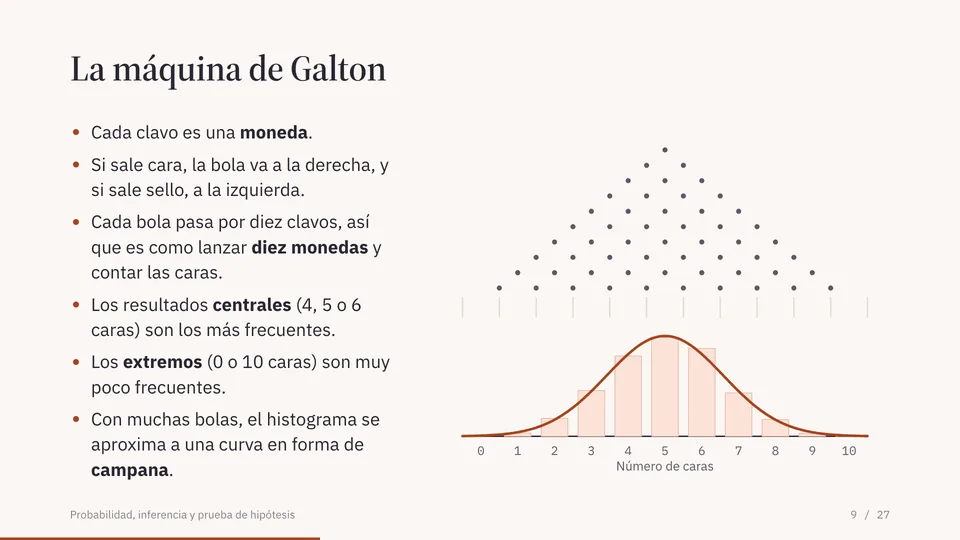 La máquina de Galton
• Cada clavo es una moneda.
• Si sale cara, la bola va a la derecha, y
si sale sello, a la izquierda.
• Cada bola pasa por diez clavos, así
que es como lanzar diez monedas y
contar las caras.
• Los resultados centrales (4, 5 o 6
caras) son los más frecuentes.
• Los extremos (0 o 10 caras) son muy
poco frecuentes.
• Con muchas bolas, el histograma se
aproxima a una curva en forma de
campana.
0 1 2 3 4 5 6 7 8 9 10
Número de caras
Probabilidad, inferencia y prueba de hipótesis
9 / 27